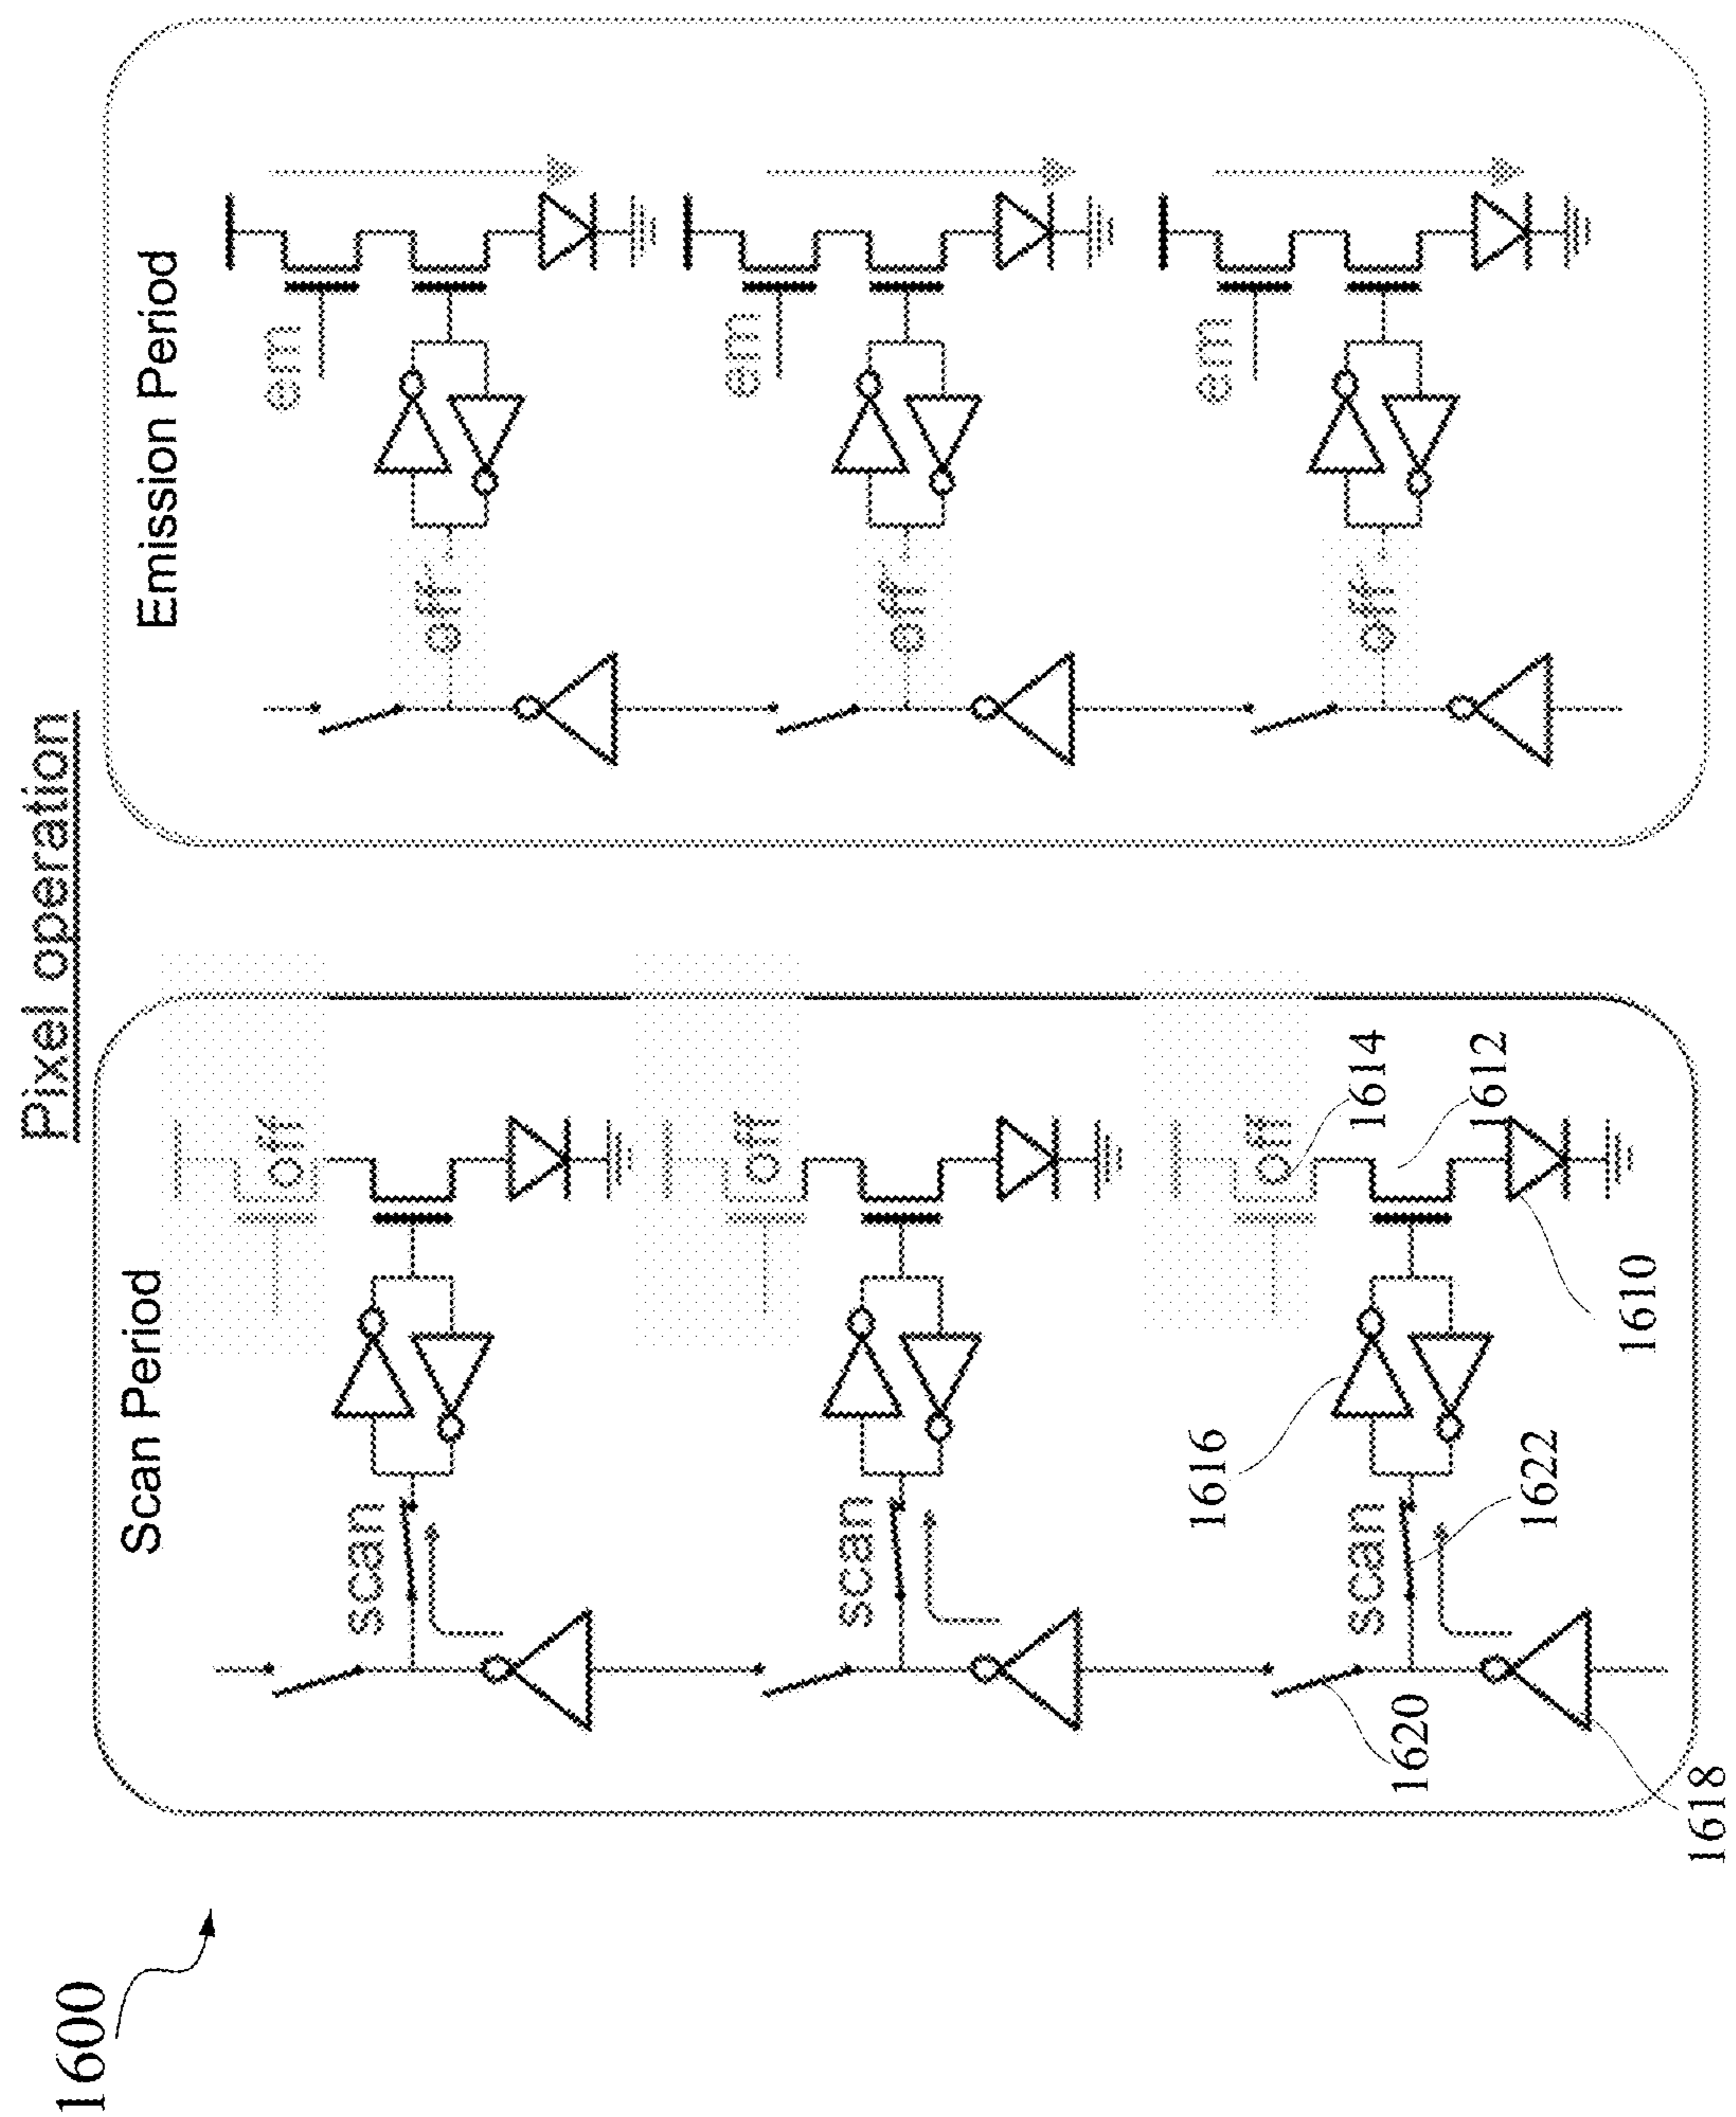 Pixel operation
1600
Scan Period
Emission Period
off
em
scan
off
off
em
scan
off
1616
off
em
scan
1614
off
1620
1612
1622
1610
1618